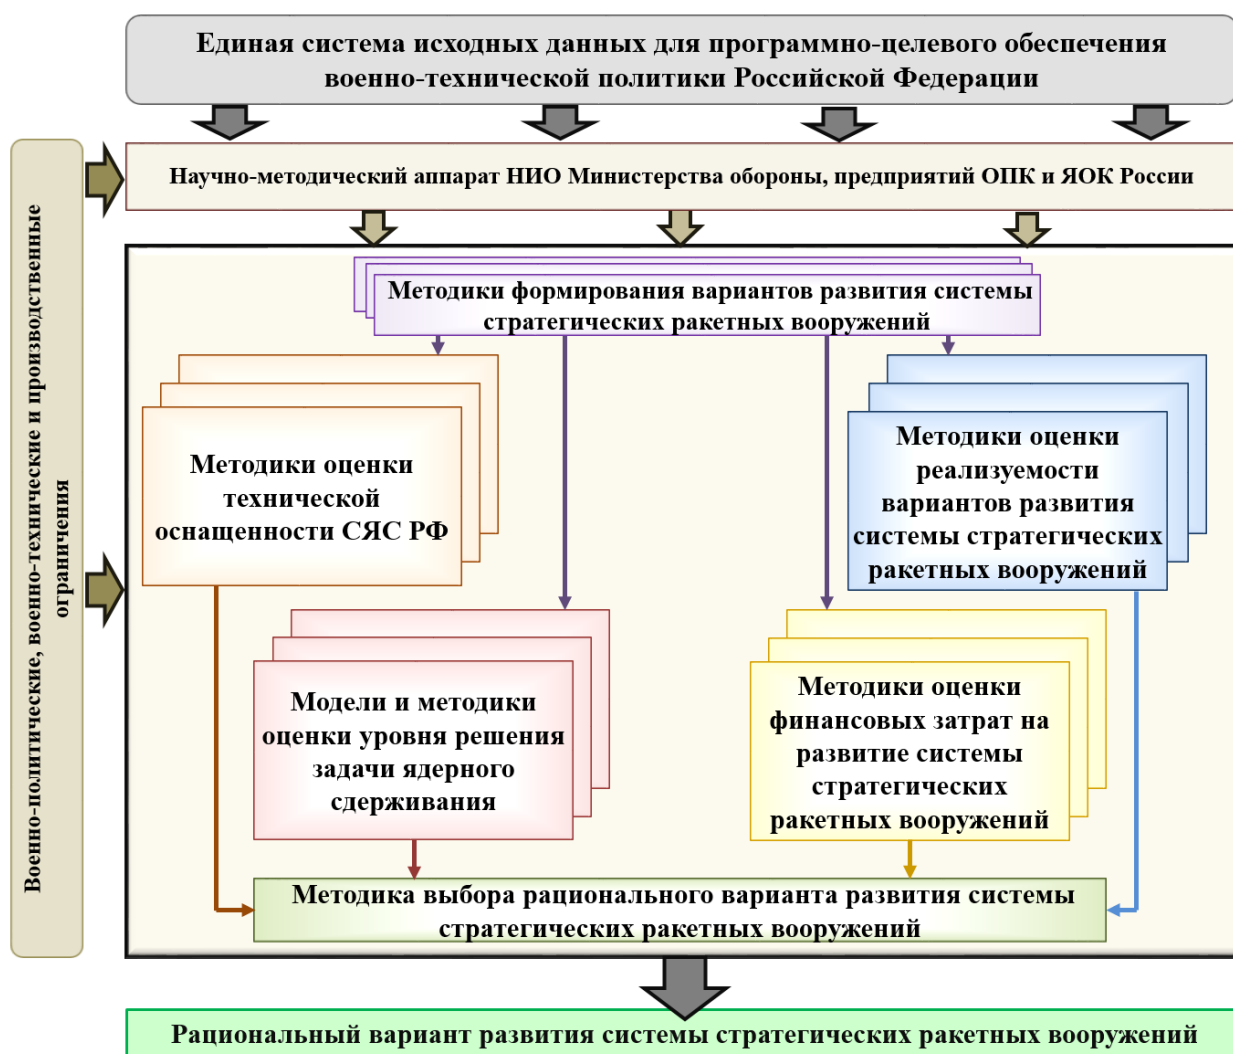 Единая система исходных данных для программно-целевого обеспечения
военно-технической политики Российской Федерации
Военно-политические, военно-технические и производственные
ограничения
Научно-методический аппарат НИО Министерства обороны, предприятий ОПК и ЯОК России
Методики формирования вариантов развития системы
стратегических ракетных вооружений
Методики оценки
технической
оснащенности СЯС РФ
Методики оценки
реализуемости
вариантов развития
системы стратегических
ракетных вооружений
Модели и методики
оценки уровня решения
задачи ядерного
сдерживания
Методики оценки
финансовых затрат на
развитие системы
стратегических
ракетных вооружений
Методика выбора рационального варианта развития системы
стратегических ракетных вооружений
Рациональный вариант развития системы стратегических ракетных вооружений